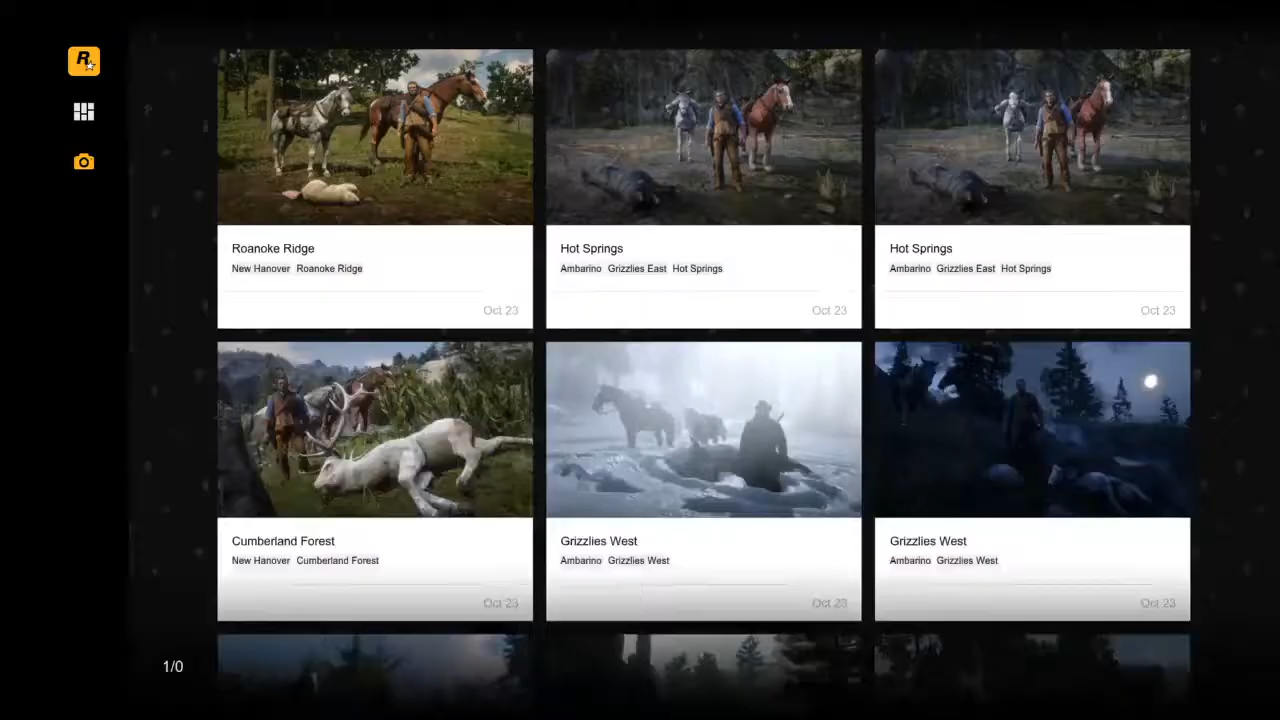 R
Roanoke Ridge
New Hanover Roanoke Ridge
Oct 23
Hot Springs
Ambarino Grizzlies East Hot Springs
Oct 23
Hot Springs
Ambarino Grizzlies East Hot Springs
Oct 23
Cumberland Forest
New Hanover Cumberland Forest
Oct 23
Grizzlies West
Ambarino Grizzlies West
Oct 23
Grizzlies West
Ambarino Grizzlies West
Oct 23
1/0